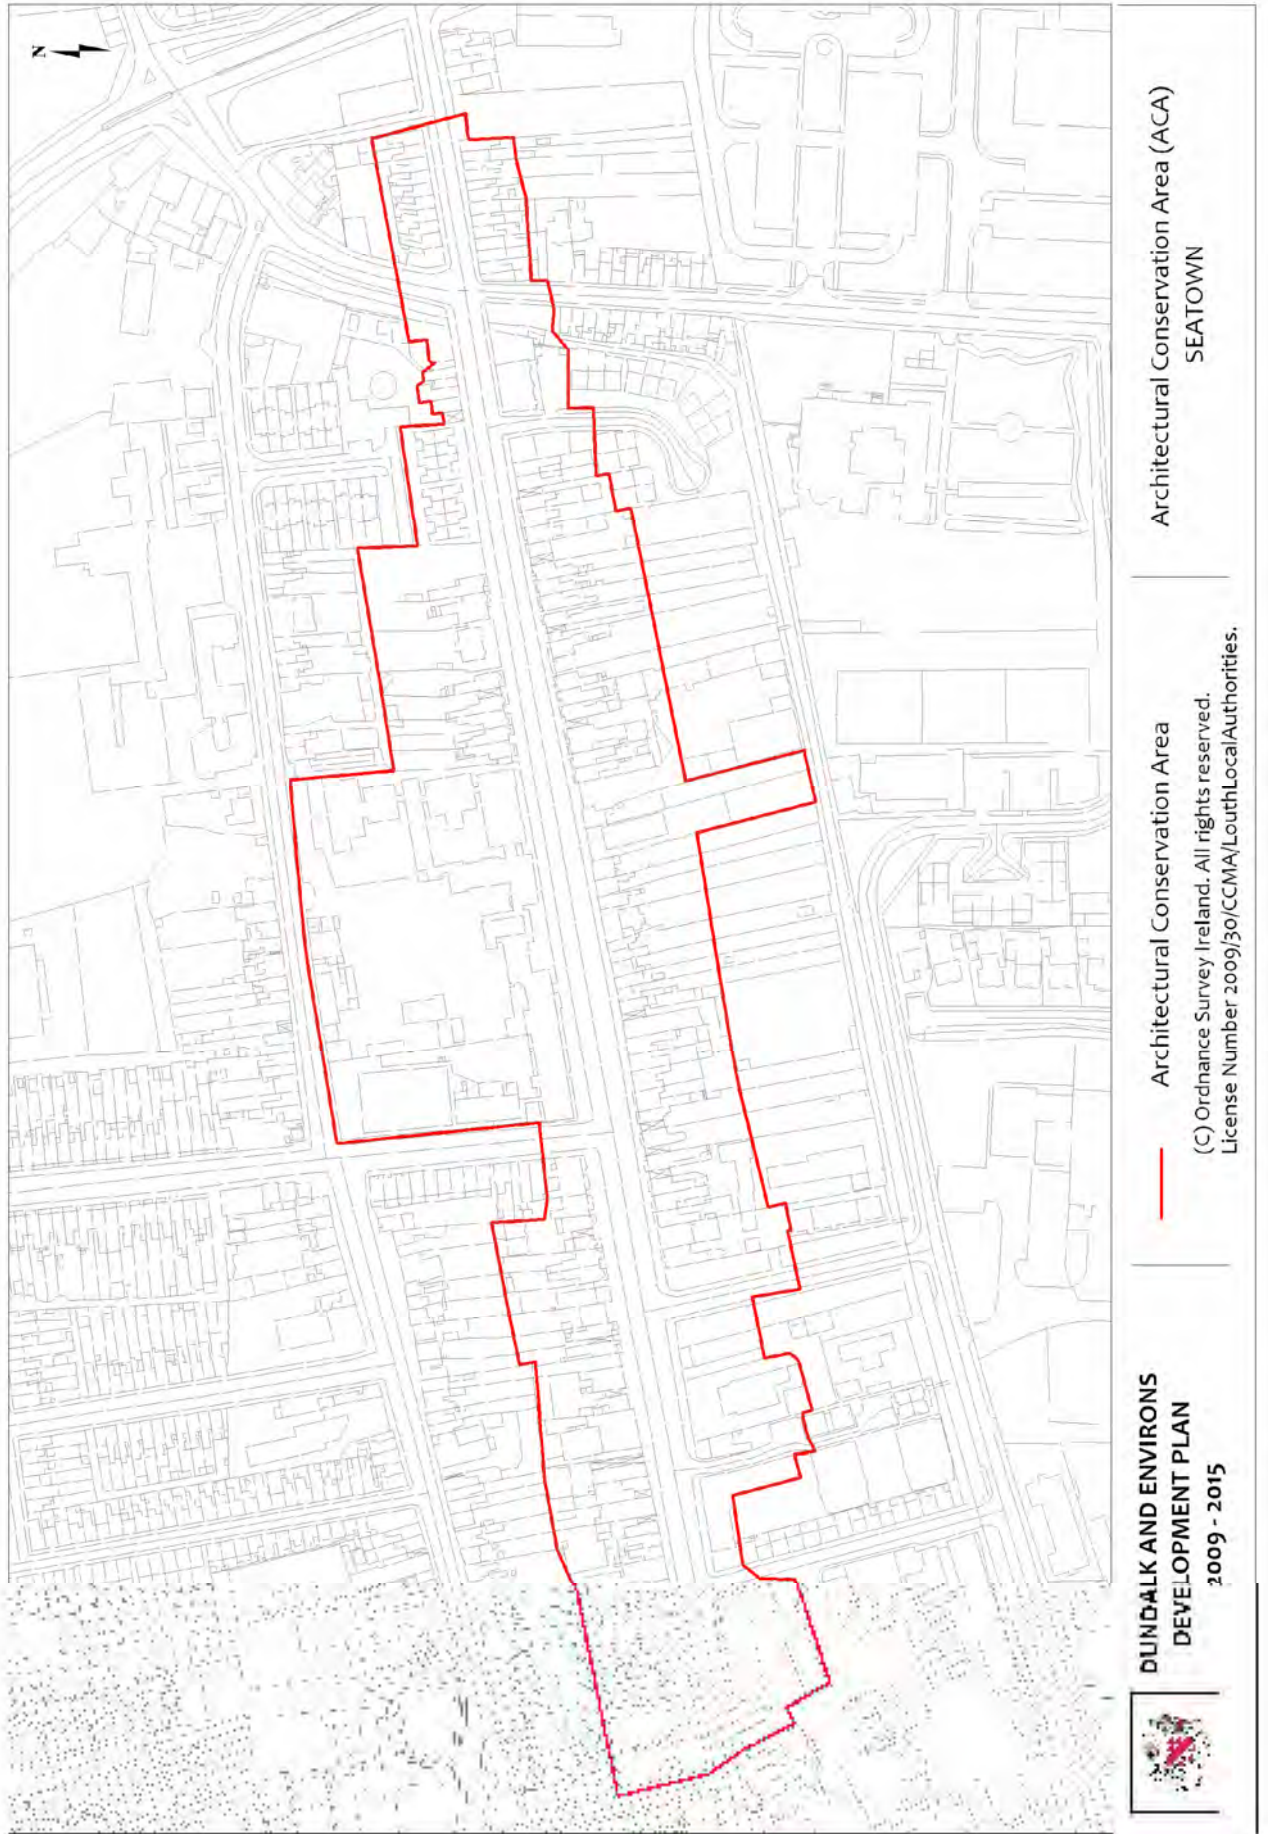 N
DUNDALK AND ENVIRONS
DEVELOPMENT PLAN
2009 - 2015
Architectural Conservation Area
(C) Ordnance Survey Ireland. All rights reserved.
License Number 2009/30/CCMA/LouthLocalAuthorities.
Architectural Conservation Area (ACA)
SEATOWN